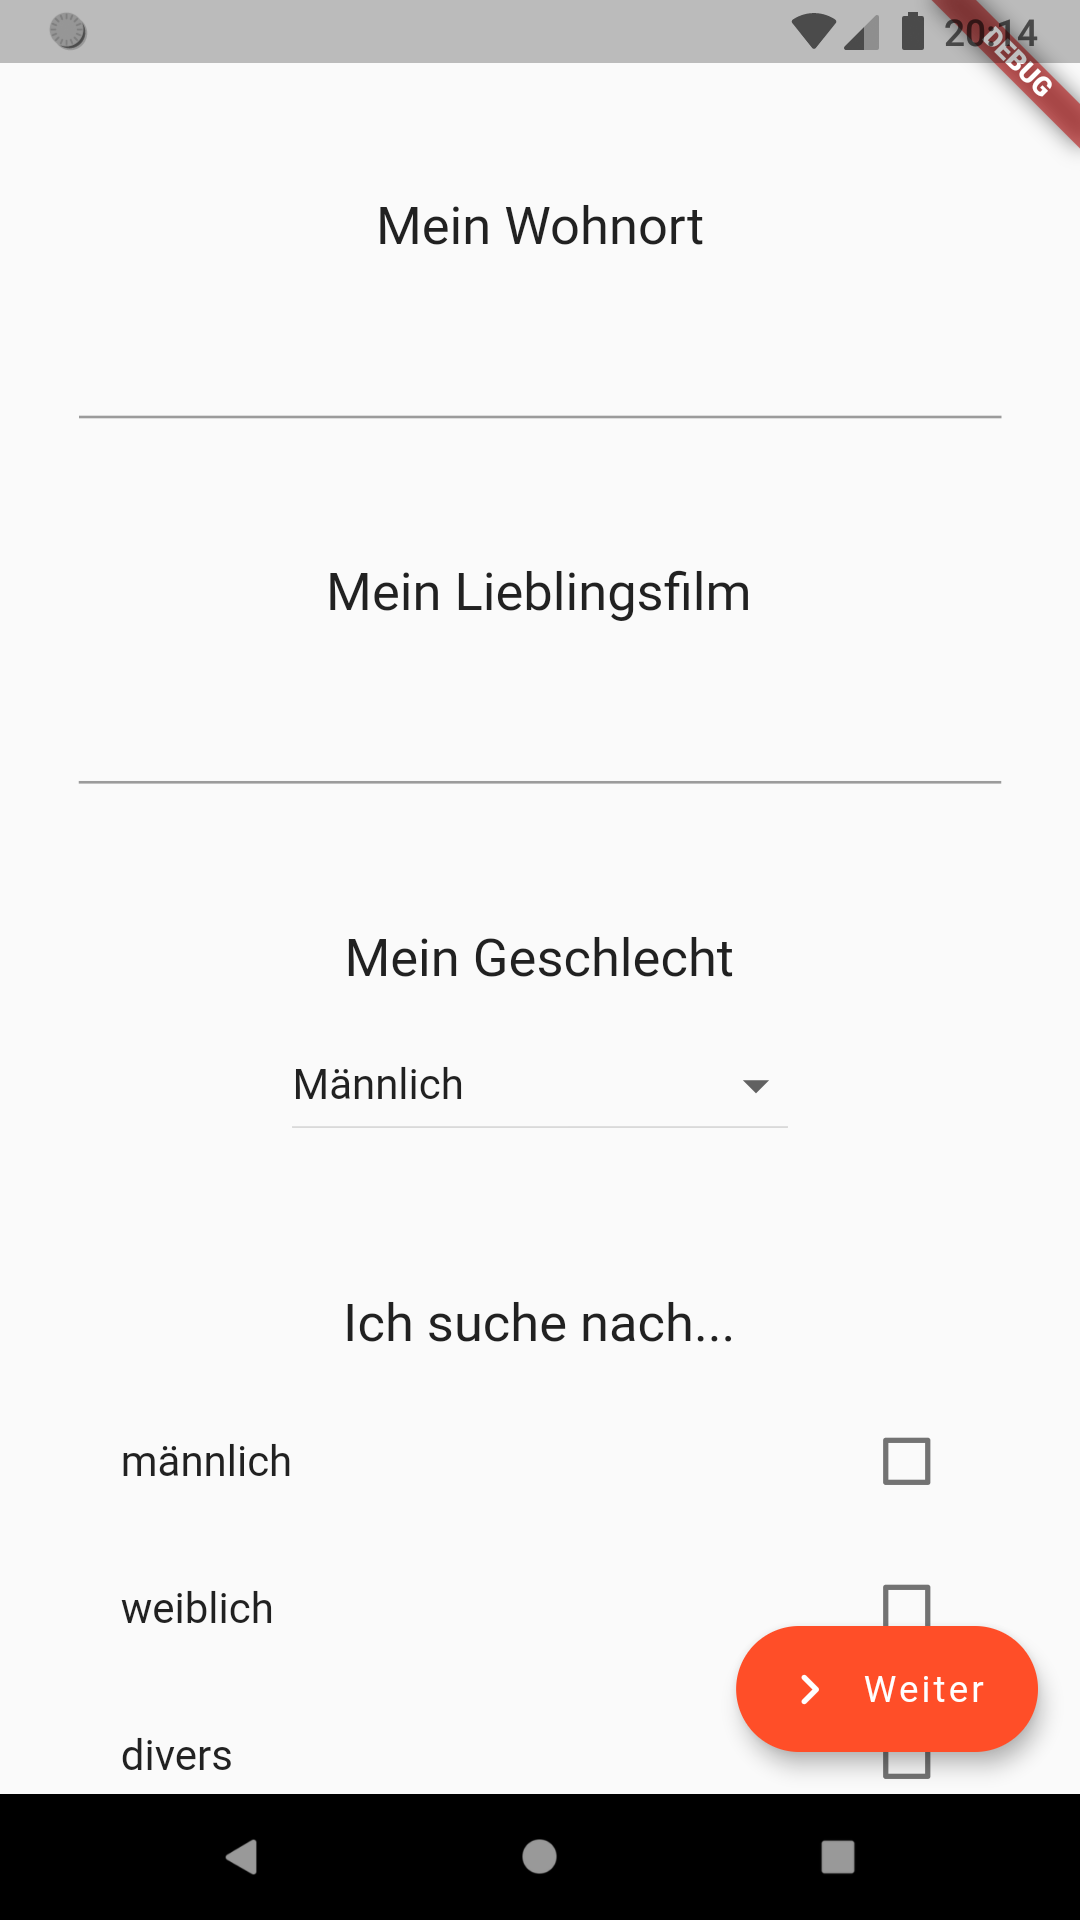 20:14
DEBUG
Mein Wohnort
Mein Lieblingsfilm
Mein Geschlecht
Männlich
Ich suche nach...
männlich
weiblich
Weiter
divers